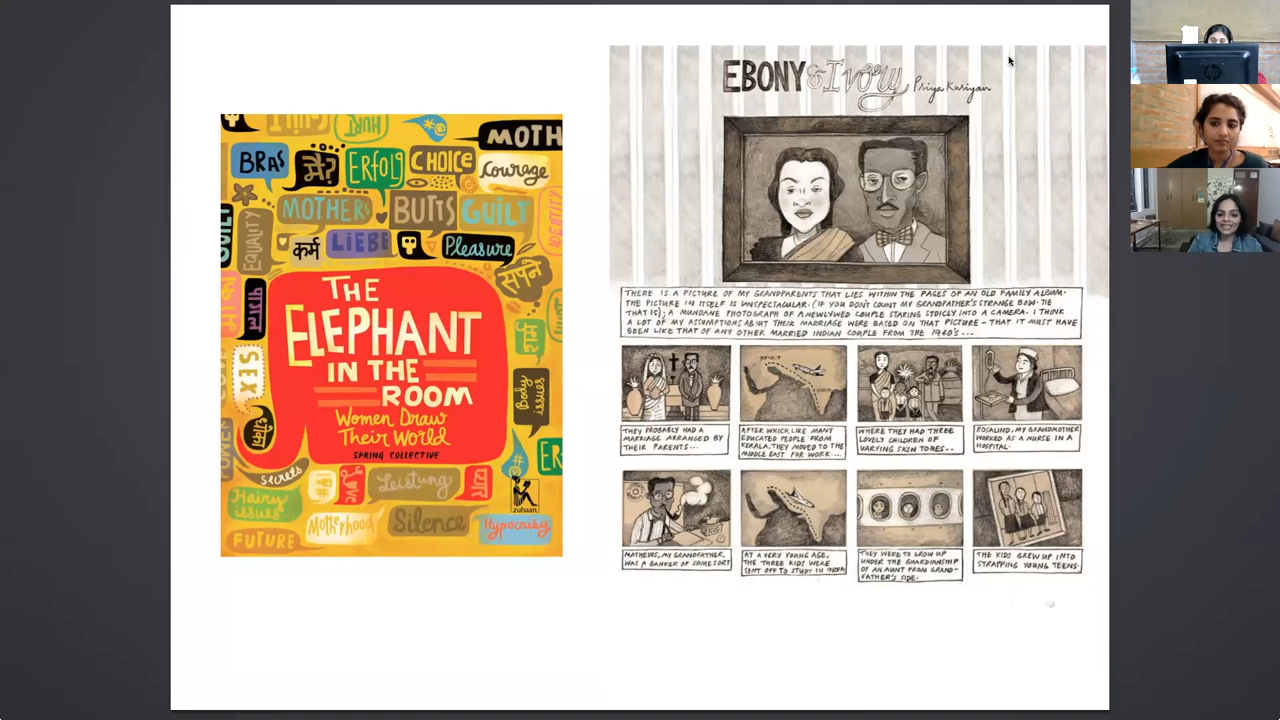 GUILT
HURT
MOTH
BRAS
मैं?
ERFOLG
CHOICE
Courage
MOTHERS
BUTTS
GUILT
IDENTITY
EQUALITY
कर्म
LIEBE
Pleasure
सपने
THE
ELEPHANT
IN THE
ROOM
Women Draw
Their World
SPRING COLLECTIVE
SEX
शर्म
Body
issues
POWER
secrets
Love
Leistung
प्यार
Hairy
issues
Motherhood
Silence
Hypocrisy
FUTURE
zubaan
EBONY & Ivory Priya Kuriyan
THERE IS A PICTURE OF MY GRANDPARENTS THAT LIES WITHIN THE PAGES OF AN OLD FAMILY ALBUM.
THE PICTURE IN ITSELF IS UNSPECTACULAR. (IF YOU DON'T COUNT MY GRANDFATHER'S STRANGE BOW-TIE
THAT IS); A MUNDANE PHOTOGRAPH OF A NEWLYWED COUPLE STARING STOICLY INTO A CAMERA. I THINK
A LOT OF MY ASSUMPTIONS ABOUT THEIR MARRIAGE WERE BASED ON THAT PICTURE - THAT IT MUST HAVE
BEEN LIKE THAT OF ANY OTHER MARRIED INDIAN COUPLE FROM THE 1940'S...
THEY PROBABLY HAD A
MARRIAGE ARRANGED BY
THEIR PARENTS...
AFTER WHICH, LIKE MANY
EDUCATED PEOPLE FROM
KERALA, THEY MOVED TO THE
MIDDLE EAST FOR WORK...
WHERE THEY HAD THREE
LOVELY CHILDREN OF
VARYING SKIN TONES..
ROSALIND, MY GRANDMOTHER
WORKED AS A NURSE IN A
HOSPITAL.
MATHEWS, MY GRANDFATHER,
WAS A BANKER OF SOME SORT
AT A VERY YOUNG AGE,
THE THREE KIDS WERE
SENT OFF TO STUDY IN INDIA
THEY WERE TO GROW UP
UNDER THE GUARDIANSHIP
OF AN AUNT FROM GRAND-
FATHER'S SIDE.
THE KIDS GREW UP INTO
STRAPPING YOUNG TEENS.